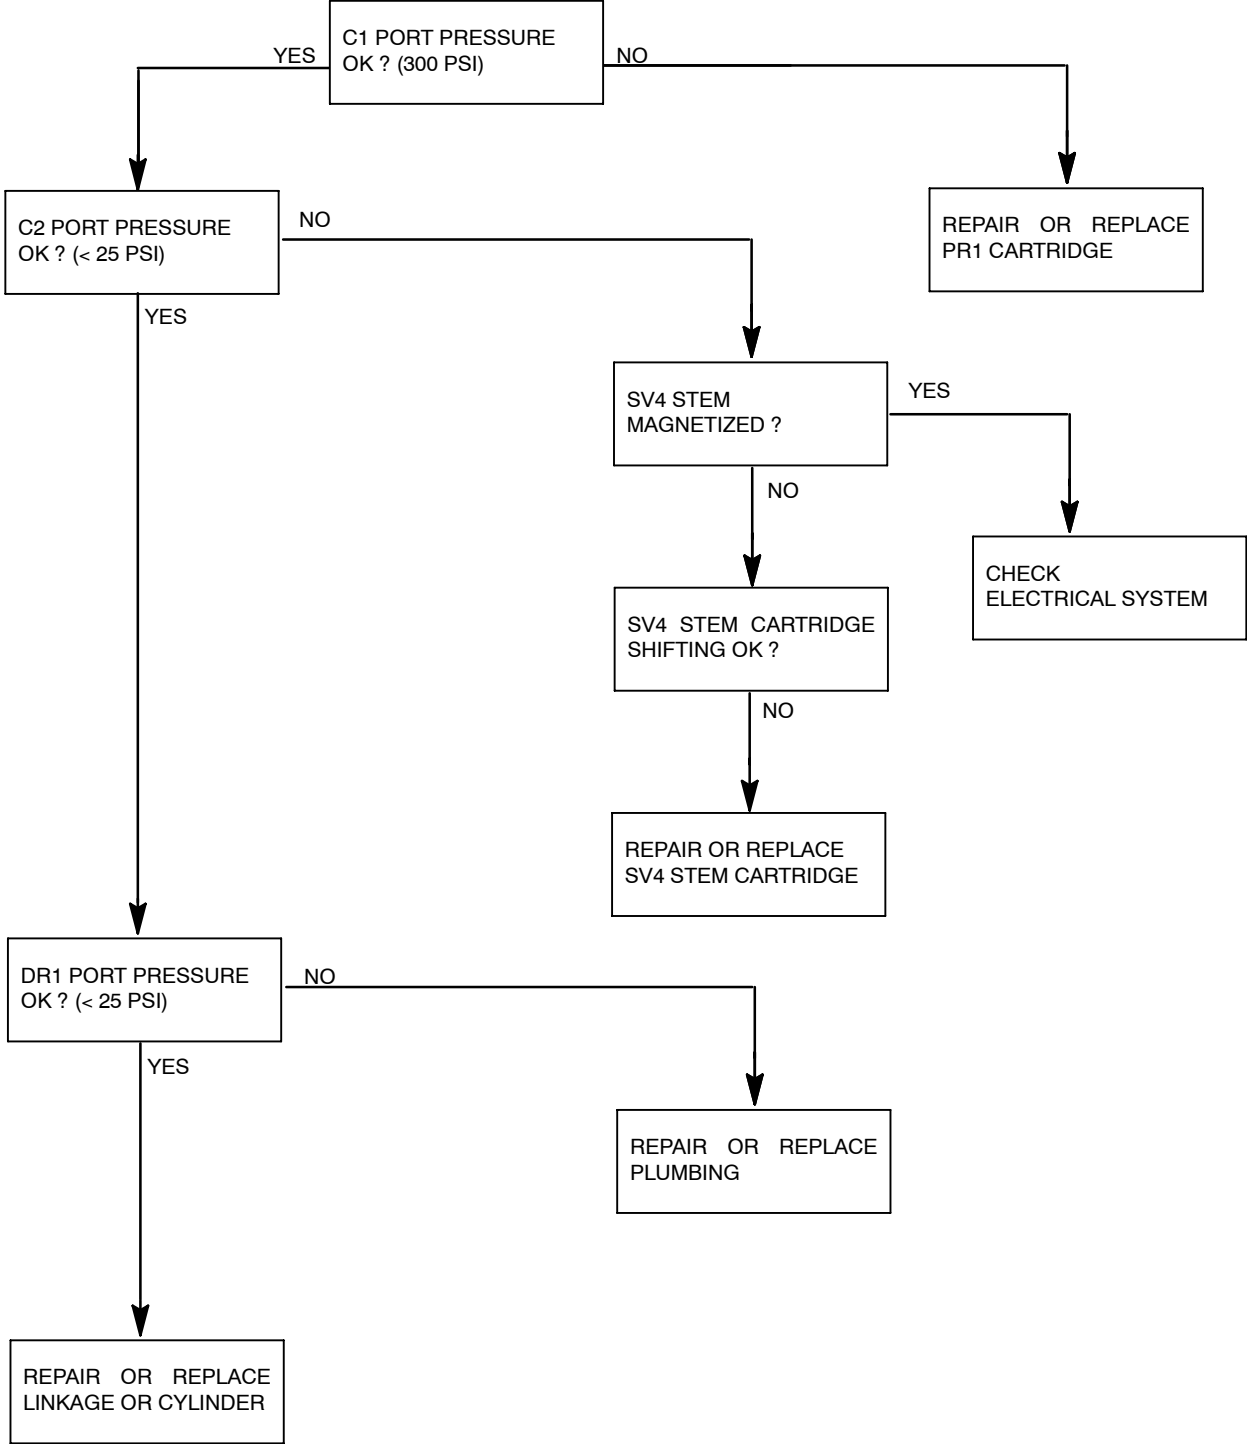 C1 PORT PRESSURE
OK ? (300 PSI)
YES
NO
C2 PORT PRESSURE
OK ? (< 25 PSI)
NO
REPAIR OR REPLACE
PR1 CARTRIDGE
YES
SV4 STEM
MAGNETIZED ?
YES
NO
CHECK
ELECTRICAL SYSTEM
SV4 STEM CARTRIDGE
SHIFTING OK ?
NO
REPAIR OR REPLACE
SV4 STEM CARTRIDGE
DR1 PORT PRESSURE
OK ? (< 25 PSI)
NO
YES
REPAIR OR REPLACE
PLUMBING
REPAIR OR REPLACE
LINKAGE OR CYLINDER